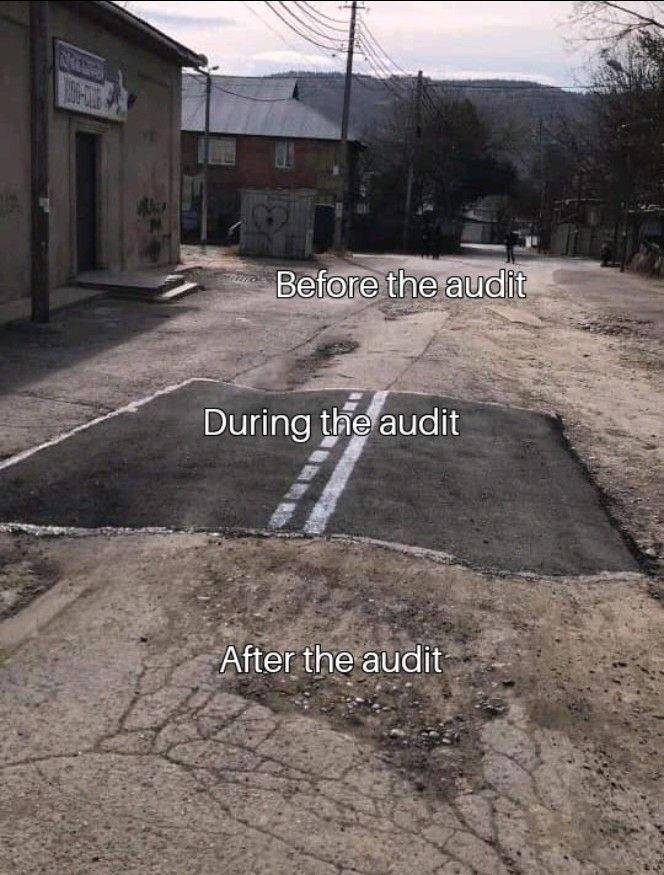 Before the audit
During the audit
After the audit